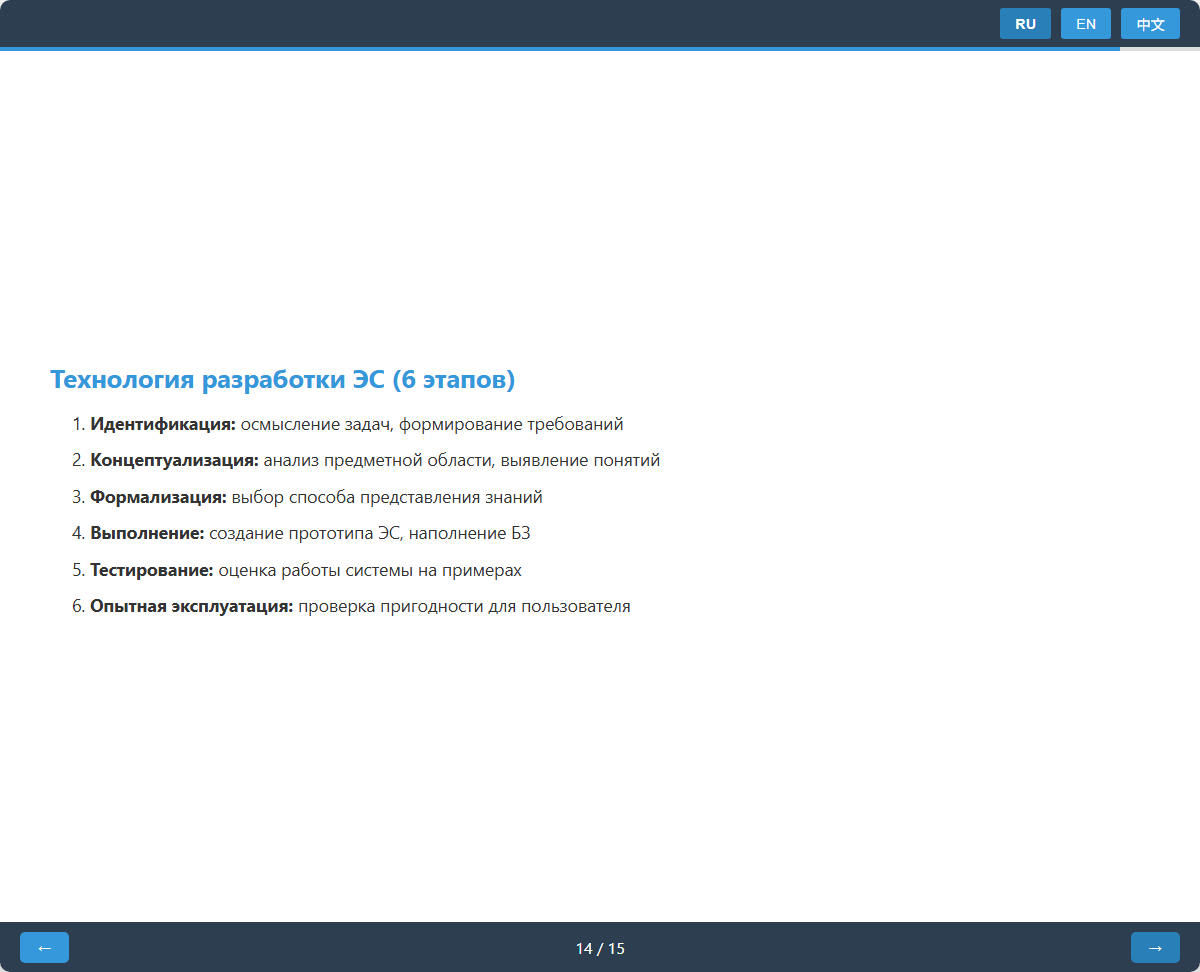 RU EN 中文
Технология разработки ЭС (6 этапов)
1. Идентификация: осмысление задач, формирование требований
2. Концептуализация: анализ предметной области, выявление понятий
3. Формализация: выбор способа представления знаний
4. Выполнение: создание прототипа ЭС, наполнение БЗ
5. Тестирование: оценка работы системы на примерах
6. Опытная эксплуатация: проверка пригодности для пользователя
← 14 / 15 →